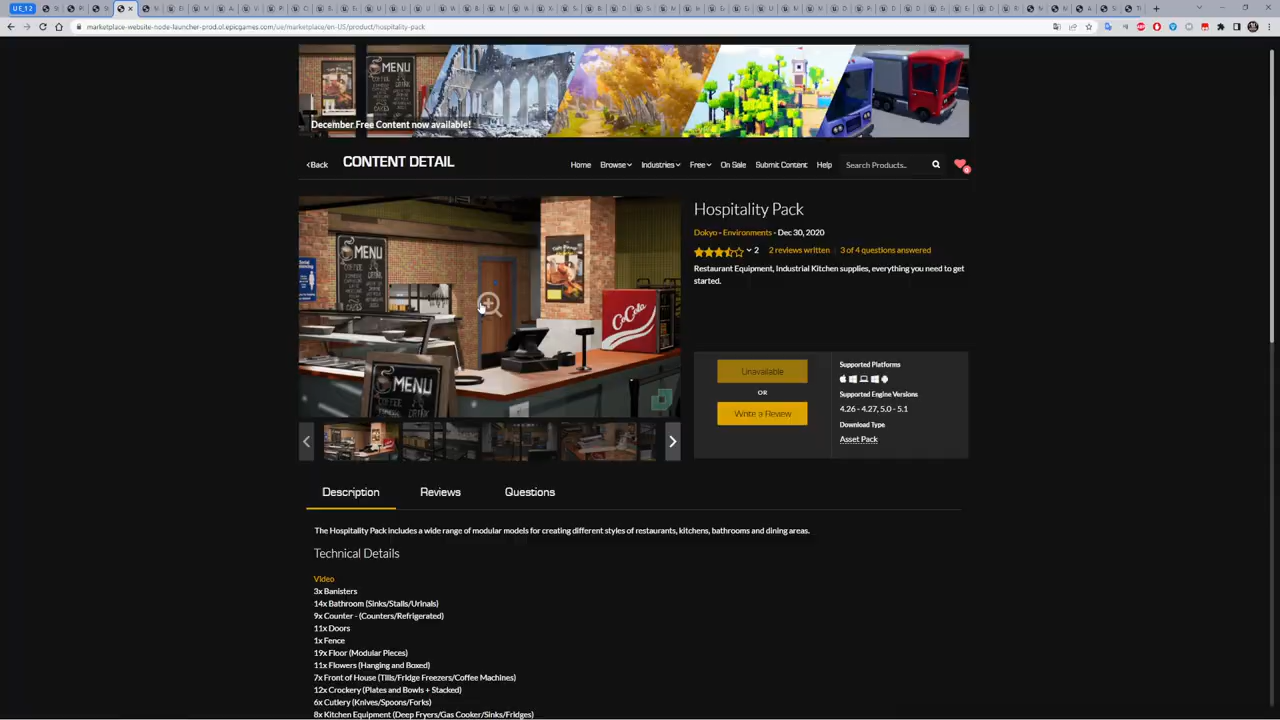 UE_12
marketplace-website-node-launcher-prod.ol.epicgames.com/ue/marketplace/en-US/product/hospitality-pack
MENU
COFFEE
DRINK
December Free Content now available!
Back
CONTENT DETAIL
Home
Browse
Industries
Free
On Sale
Submit Content
Help
Search Products..
0
MENU
MENU
Hospitality Pack
Dokyo - Environments - Dec 30, 2020
2
2 reviews written
3 of 4 questions answered
Restaurant Equipment, Industrial Kitchen supplies, everything you need to get
started.
Unavailable
OR
Write a Review
Supported Platforms
Supported Engine Versions
4.26 - 4.27, 5.0 - 5.1
Download Type
Asset Pack
Description
Reviews
Questions
The Hospitality Pack includes a wide range of modular models for creating different styles of restaurants, kitchens, bathrooms and dining areas.
Technical Details
Video
3x Banisters
14x Bathroom (Sinks/Stalls/Urinals)
9x Counter - (Counters/Refrigerated)
11x Doors
1x Fence
19x Floor (Modular Pieces)
11x Flowers (Hanging and Boxed)
7x Front of House (Tills/Fridge Freezers/Coffee Machines)
12x Crockery (Plates and Bowls + Stacked)
6x Cutlery (Knives/Spoons/Forks)
8x Kitchen Equipment (Deep Fryers/Gas Cooker/Sinks/Fridges)